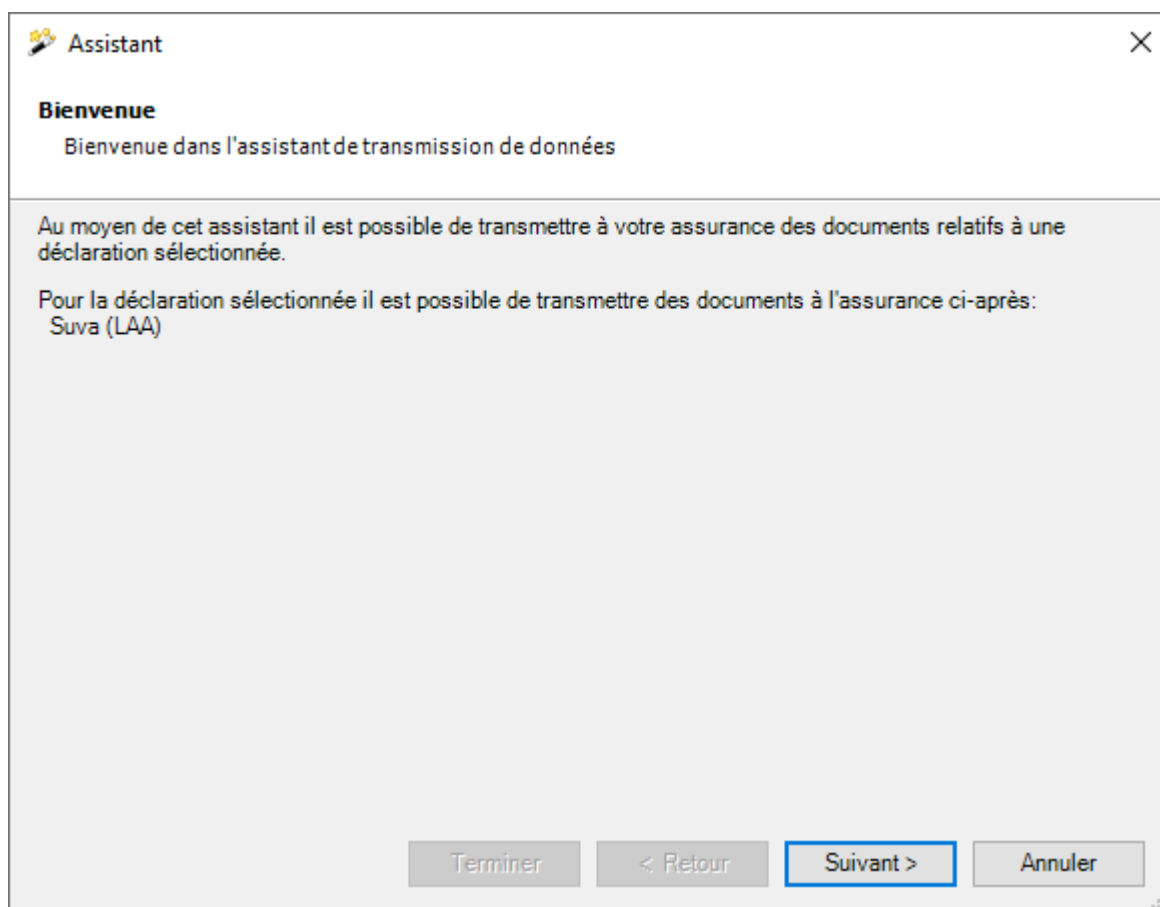 Assistant
Bienvenue
Bienvenue dans l'assistant de transmission de données
Au moyen de cet assistant il est possible de transmettre à votre assurance des documents relatifs à une
déclaration sélectionnée.
Pour la déclaration sélectionnée il est possible de transmettre des documents à l'assurance ci-après:
Suva (LAA)
Terminer
< Retour
Suivant >
Annuler